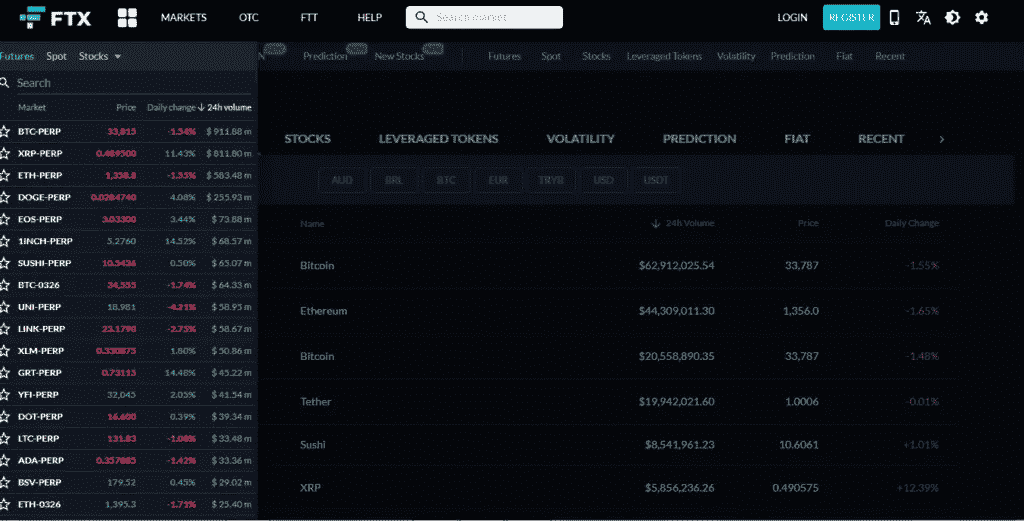 FTX MARKETS OTC FTT HELP Search market LOGIN REGISTER
Futures Spot Stocks N Prediction New Stocks Futures Spot Stocks Leveraged Tokens Volatility Prediction Fiat Recent
Search
Market Price Daily change 24h volume
BTC-PERP 33,815 -1.34% $ 911.88 m
XRP-PERP 0.489500 11.43% $ 811.80 m
ETH-PERP 1,358.8 -1.55% $ 583.48 m
DOGE-PERP 0.0284740 4.08% $ 255.93 m
EOS-PERP 3.03300 3.44% $ 73.88 m
1INCH-PERP 5.2760 14.52% $ 68.57 m
SUSHI-PERP 10.5436 0.50% $ 65.07 m
BTC-0326 34,555 -1.74% $ 64.33 m
UNI-PERP 18.981 -4.21% $ 58.95 m
LINK-PERP 23.1790 -2.75% $ 58.67 m
XLM-PERP 0.330875 1.80% $ 50.86 m
GRT-PERP 0.73115 14.48% $ 45.22 m
YFI-PERP 32,045 2.05% $ 41.54 m
DOT-PERP 16.600 0.39% $ 39.34 m
LTC-PERP 131.83 -1.08% $ 33.48 m
ADA-PERP 0.357885 -1.42% $ 33.36 m
BSV-PERP 179.52 0.45% $ 29.02 m
ETH-0326 1,395.3 -1.71% $ 25.40 m
STOCKS LEVERAGED TOKENS VOLATILITY PREDICTION FIAT RECENT
AUD BRL BTC EUR TRYB USD USDT
Name 24h Volume Price Daily Change
Bitcoin $62,912,025.54 33,787 -1.55%
Ethereum $44,309,011.30 1,356.0 -1.65%
Bitcoin $20,558,890.35 33,787 -1.48%
Tether $19,942,021.60 1.0006 -0.01%
Sushi $8,541,961.23 10.6061 +1.01%
XRP $5,856,236.26 0.490575 +12.39%